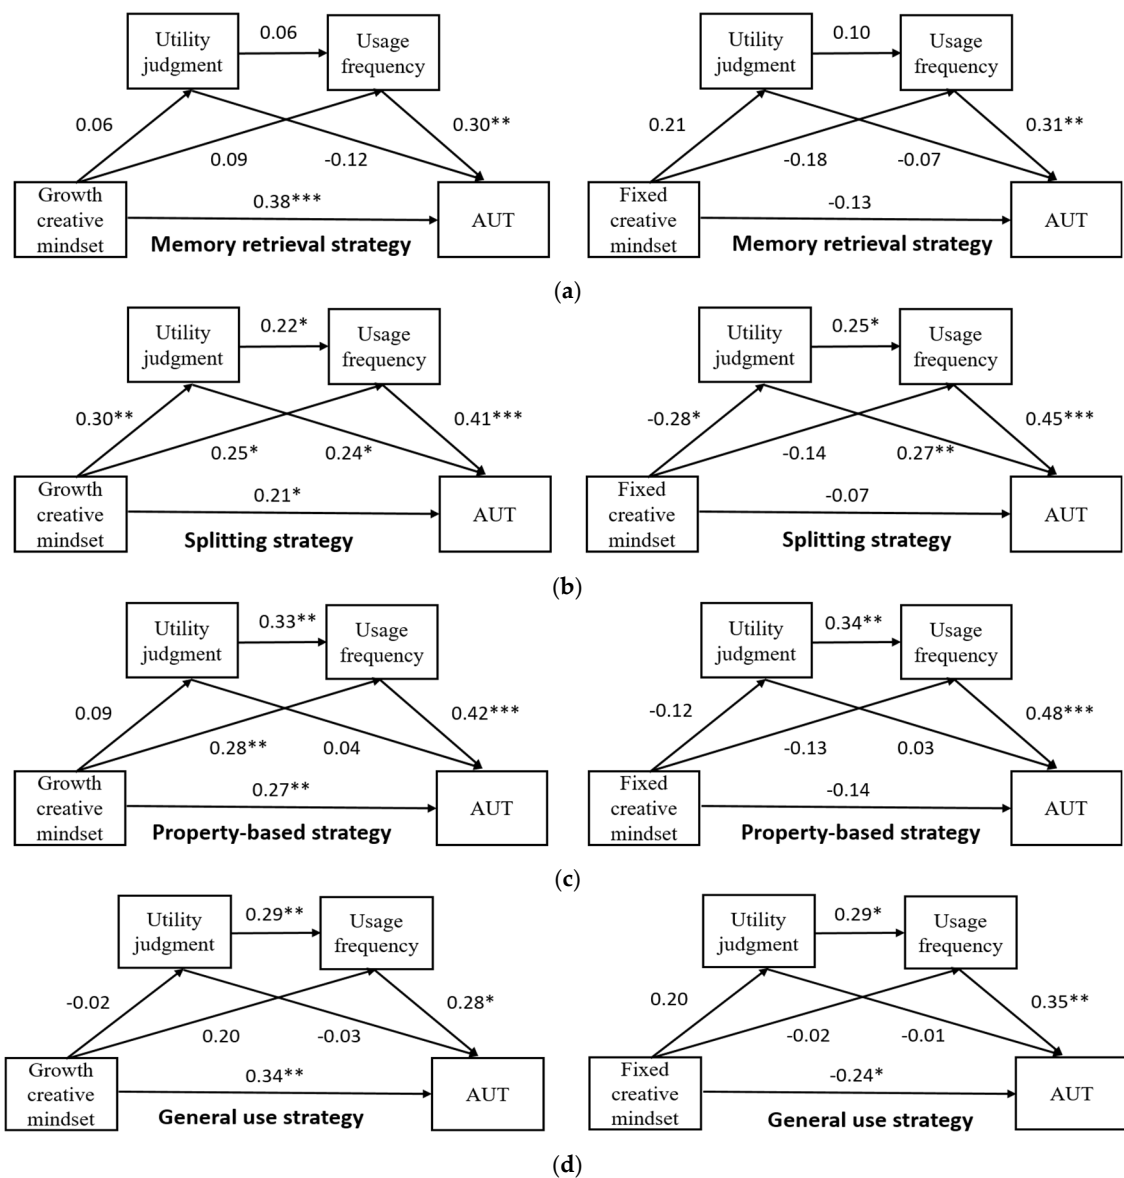 Utility
judgment
0.06
Usage
frequency
0.06
0.09
-0.12
0.30**
Growth
creative
mindset
0.38***
AUT
Memory retrieval strategy
Utility
judgment
0.10
Usage
frequency
0.21
-0.18
-0.07
0.31**
Fixed
creative
mindset
-0.13
AUT
Memory retrieval strategy
(a)
Utility
judgment
0.22*
Usage
frequency
0.30**
0.25*
0.24*
0.41***
Growth
creative
mindset
0.21*
AUT
Splitting strategy
Utility
judgment
0.25*
Usage
frequency
-0.28*
-0.14
0.27**
0.45***
Fixed
creative
mindset
-0.07
AUT
Splitting strategy
(b)
Utility
judgment
0.33**
Usage
frequency
0.09
0.28**
0.04
0.42***
Growth
creative
mindset
0.27**
AUT
Property-based strategy
Utility
judgment
0.34**
Usage
frequency
-0.12
-0.13
0.03
0.48***
Fixed
creative
mindset
-0.14
AUT
Property-based strategy
(c)
Utility
judgment
0.29**
Usage
frequency
-0.02
0.20
-0.03
0.28*
Growth
creative
mindset
0.34**
AUT
General use strategy
Utility
judgment
0.29*
Usage
frequency
0.20
-0.02
-0.01
0.35**
Fixed
creative
mindset
-0.24*
AUT
General use strategy
(d)